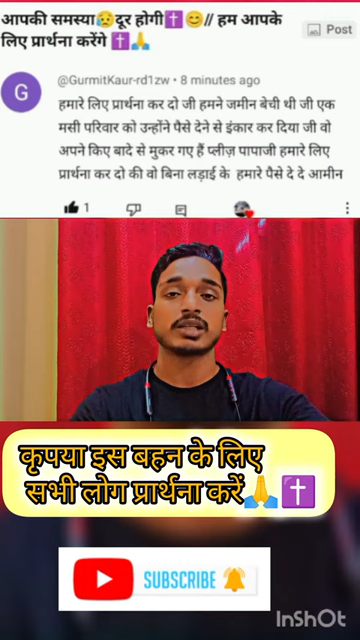 आपकी समस्या😥दूर होगी✝️😊// हम आपके
लिए प्रार्थना करेंगे ✝️🙏
Post
G
@GurmitKaur-rd1zw • 8 minutes ago
हमारे लिए प्रार्थना कर दो जी हमने जमीन बेची थी जी एक
मसी परिवार को उन्होंने पैसे देने से इंकार कर दिया जी वो
अपने किए बादे से मुकर गए हैं प्लीज़ पापाजी हमारे लिए
प्रार्थना कर दो की वो बिना लड़ाई के हमारे पैसे दे दे आमीन
1
कृपया इस बहन के लिए
सभी लोग प्रार्थना करें🙏✝️
SUBSCRIBE
InShOt